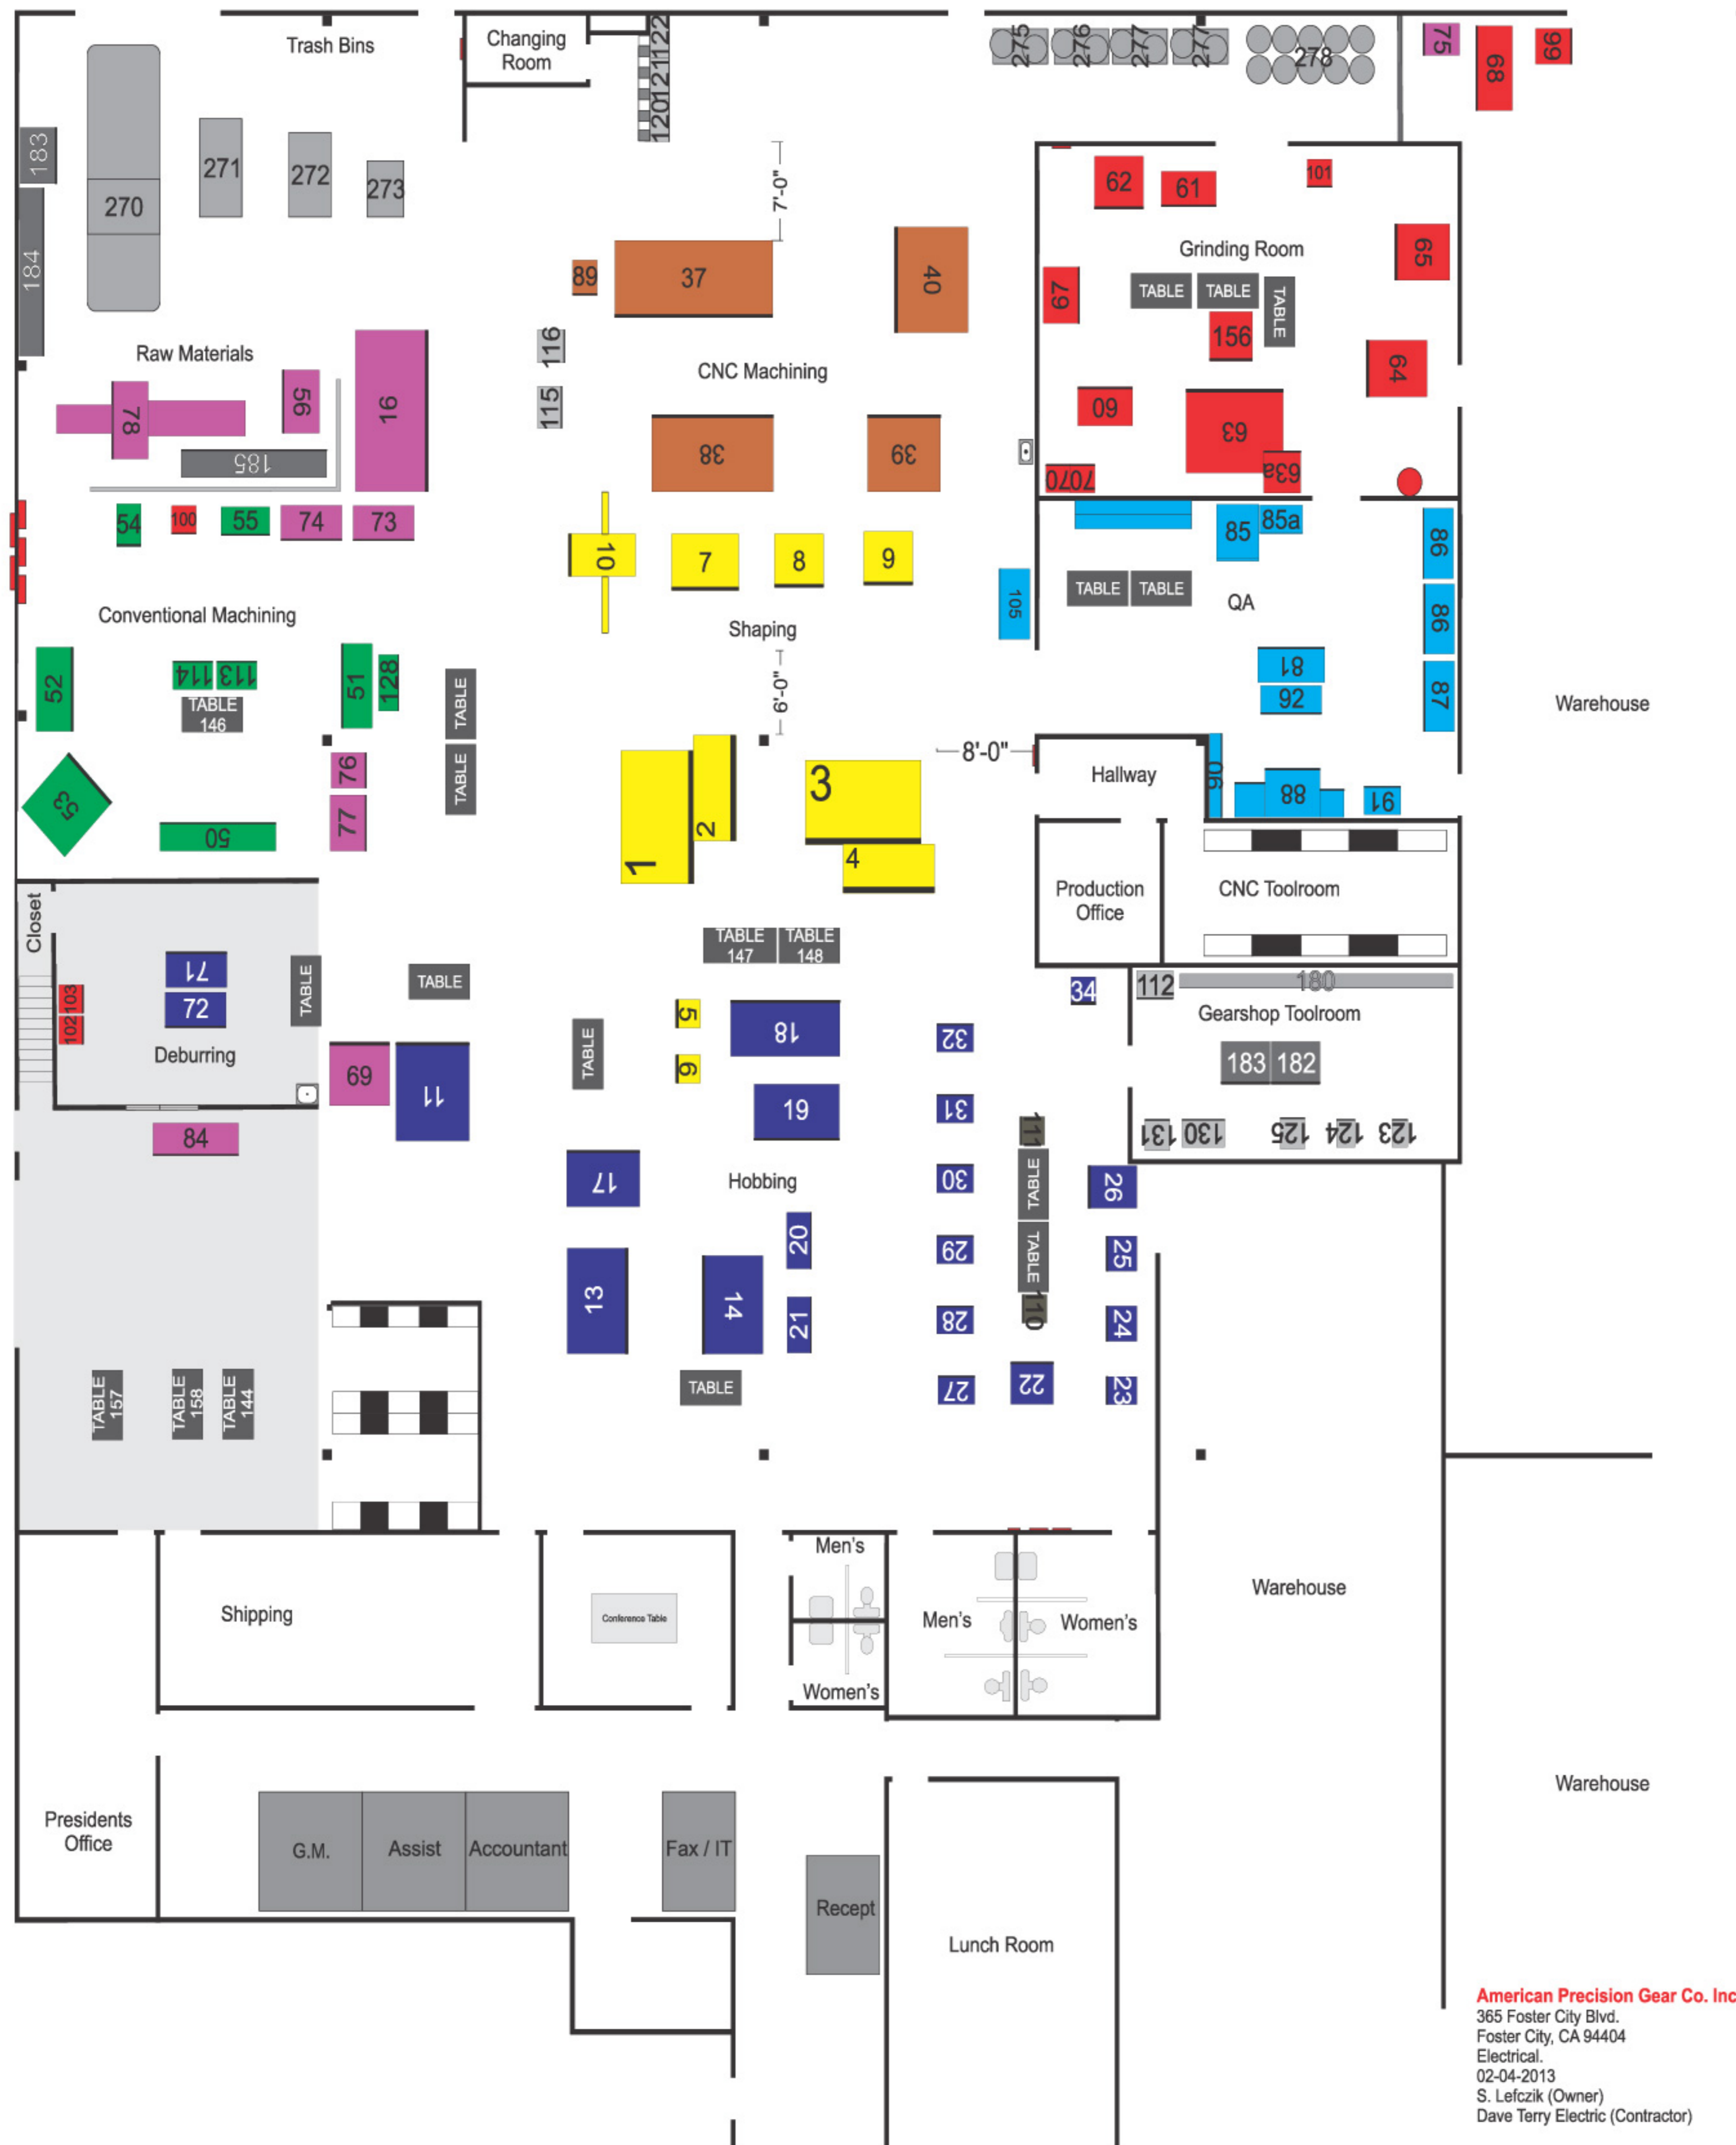 Trash Bins
Changing
Room
120
121
122
275
276
277
277
278
75
68
99
183
184
270
271
272
273
7'-0"
62
61
101
Grinding Room
65
97
TABLE
TABLE
TABLE
156
64
60
63
63a
7070
89
37
40
116
115
CNC Machining
38
39
Raw Materials
78
56
16
185
54
100
55
74
73
10
7
8
9
Shaping
6'-0"
105
85
85a
86
86
87
TABLE
TABLE
QA
81
92
Warehouse
Conventional Machining
52
114
113
TABLE
146
51
128
TABLE
TABLE
53
50
76
77
1
2
3
4
8'-0"
Hallway
90
88
91
Production
Office
CNC Toolroom
Closet
71
72
103
102
Deburring
TABLE
TABLE
TABLE
147
TABLE
148
34
112
180
Gearshop Toolroom
183
182
131
130
125
124
123
69
11
84
TABLE
5
6
18
19
32
31
30
29
28
27
111
TABLE
TABLE
110
22
26
25
24
23
17
Hobbing
13
14
20
21
TABLE
TABLE
157
TABLE
158
TABLE
144
Shipping
Conference Table
Men's
Women's
Men's
Women's
Warehouse
Warehouse
Presidents
Office
G.M.
Assist
Accountant
Fax / IT
Recept
Lunch Room
American Precision Gear Co. Inc
365 Foster City Blvd.
Foster City, CA 94404
Electrical.
02-04-2013
S. Lefczik (Owner)
Dave Terry Electric (Contractor)